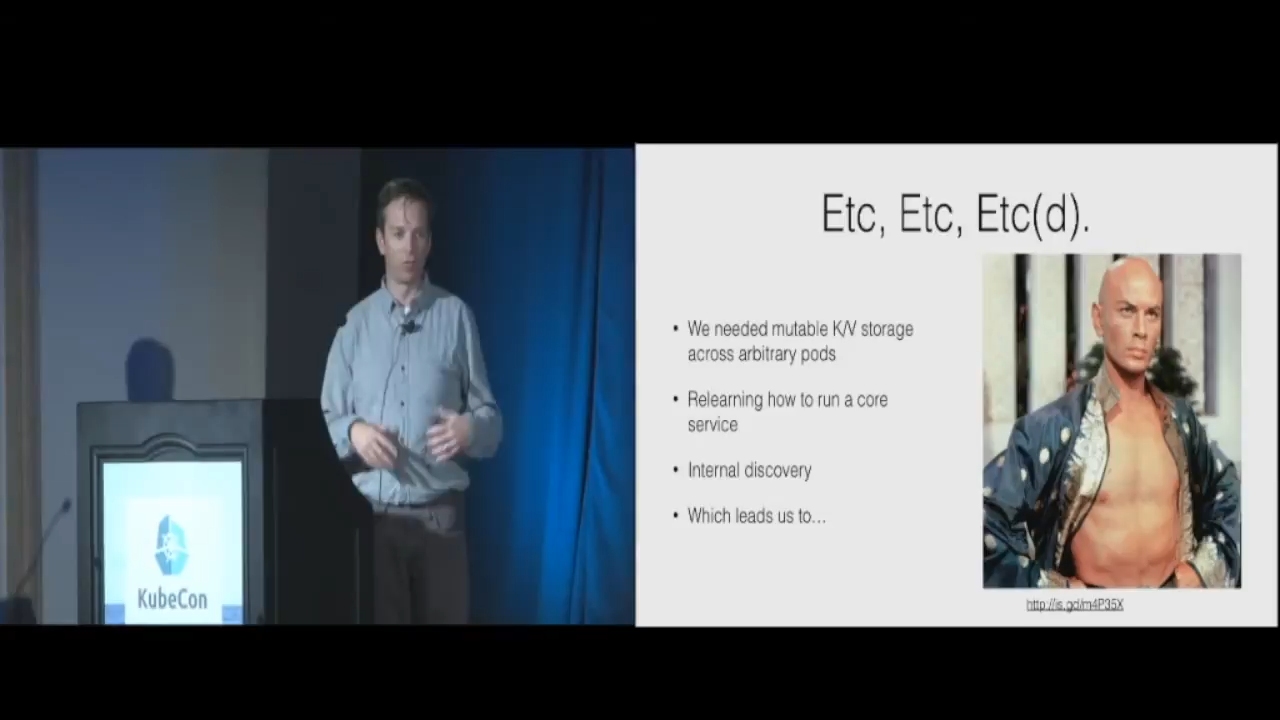 Etc, Etc, Etc(d).
• We needed mutable K/V storage
across arbitrary pods
• Relearning how to run a core
service
• Internal discovery
• Which leads us to...
http://is.gd/m4P35X
KubeCon